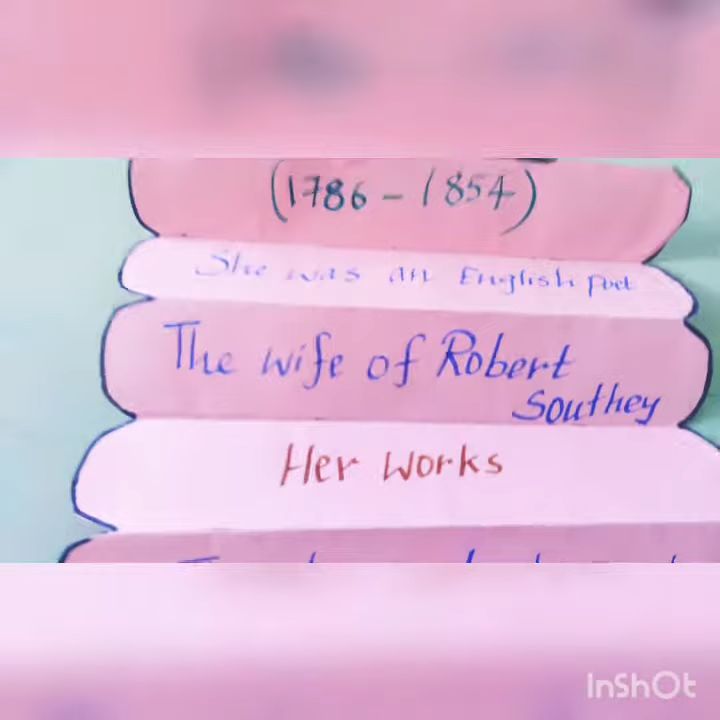 (1786 - 1854)
She was an English poet
The wife of Robert
Southey
Her works
InShOt